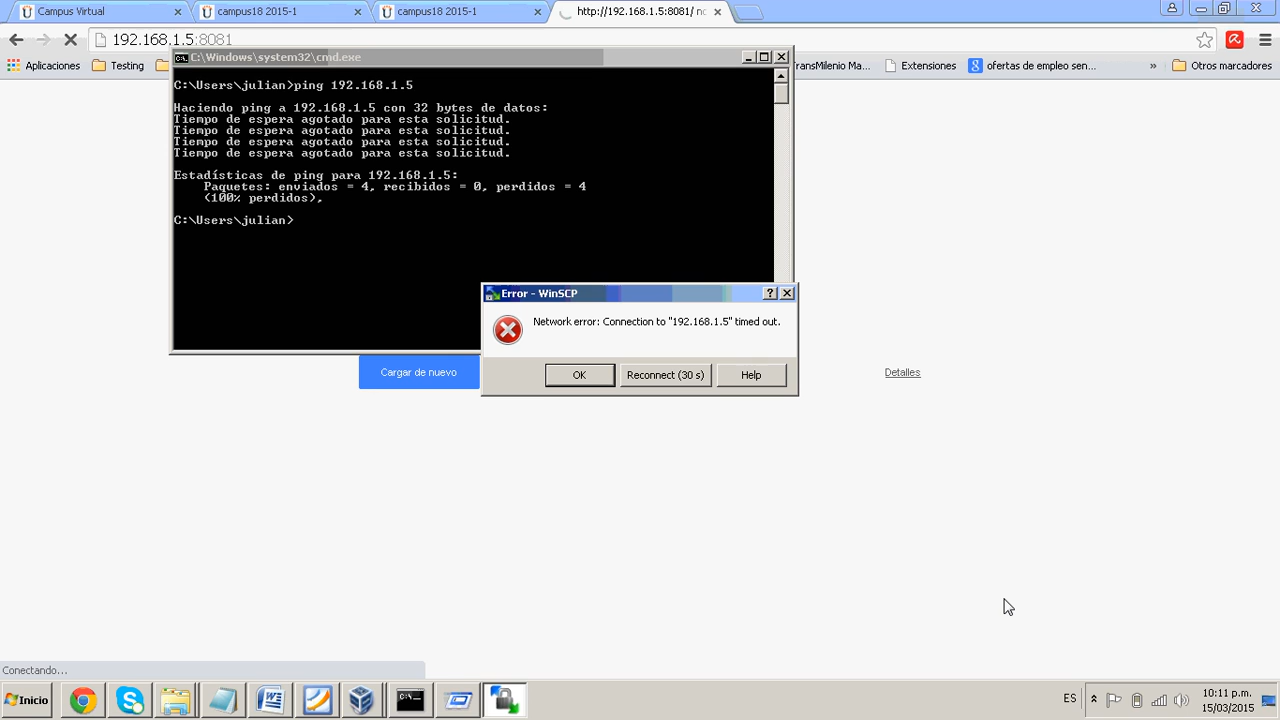 Campus Virtual
campus18 2015-1
campus18 2015-1
http://192.168.1.5:8081/ nc
192.168.1.5:8081
Aplicaciones
Testing
TransMilenio Ma...
Extensiones
ofertas de empleo sen...
»
Otros marcadores
C:\Windows\system32\cmd.exe
C:\Users\julian>ping 192.168.1.5
Haciendo ping a 192.168.1.5 con 32 bytes de datos:
Tiempo de espera agotado para esta solicitud.
Tiempo de espera agotado para esta solicitud.
Tiempo de espera agotado para esta solicitud.
Tiempo de espera agotado para esta solicitud.
Estadísticas de ping para 192.168.1.5:
Paquetes: enviados = 4, recibidos = 0, perdidos = 4
(100% perdidos),
C:\Users\julian>
Error - WinSCP
Network error: Connection to "192.168.1.5" timed out.
OK
Reconnect (30 s)
Help
Cargar de nuevo
Detalles
Conectando...
Inicio
ES
10:11 p.m.
15/03/2015